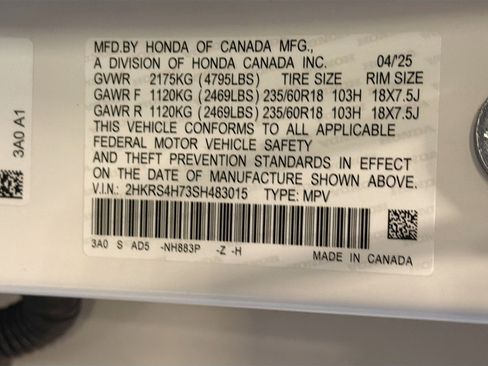 MFD.BY HONDA OF CANADA MFG.,
A DIVISION OF HONDA CANADA INC. 04/'25
GVWR 2175KG (4795LBS) TIRE SIZE RIM SIZE
GAWR F 1120KG (2469LBS) 235/60R18 103H 18X7.5J
GAWR R 1120KG (2469LBS) 235/60R18 103H 18X7.5J
THIS VEHICLE CONFORMS TO ALL APPLICABLE
FEDERAL MOTOR VEHICLE SAFETY
AND THEFT PREVENTION STANDARDS IN EFFECT
ON THE DATE OF MANUFACTURE SHOWN ABOVE.
V.I.N: 2HKRS4H73SH483015 TYPE: MPV
3A0 S AD5 -NH883P -Z -H
MADE IN CANADA
3A0 A1